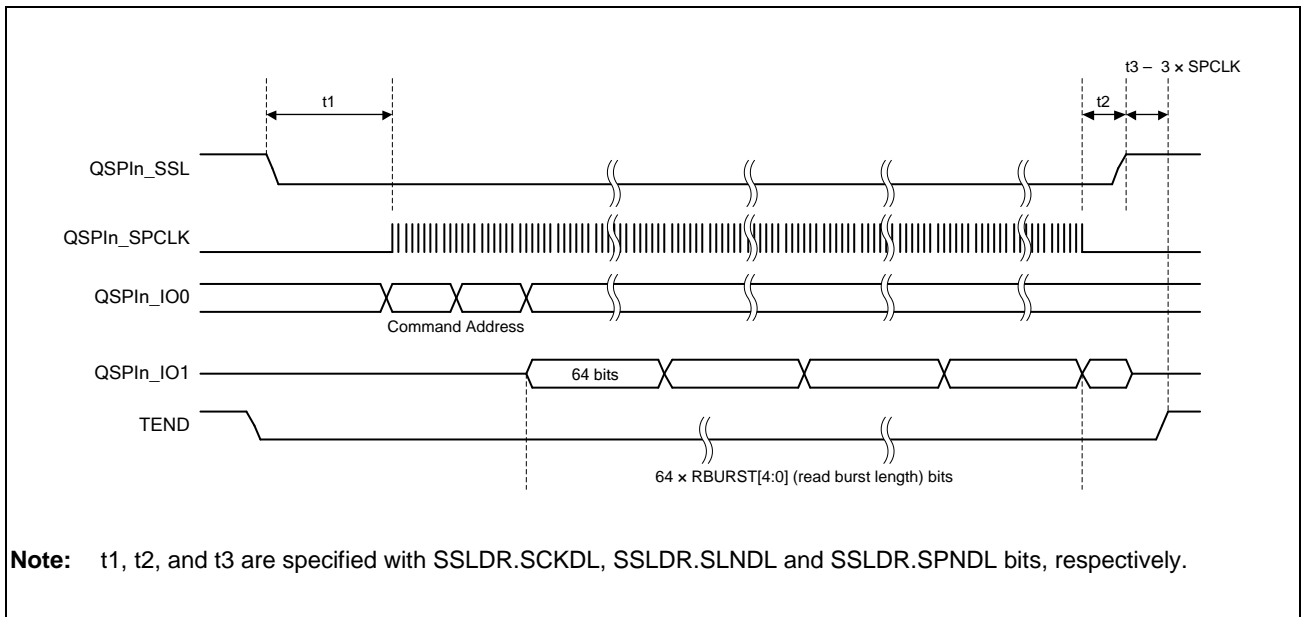 t3 – 3 × SPCLK
t1
t2
QSPIn_SSL
QSPIn_SPCLK
QSPIn_IO0
Command Address
QSPIn_IO1
64 bits
TEND
64 × RBURST[4:0] (read burst length) bits
Note: t1, t2, and t3 are specified with SSLDR.SCKDL, SSLDR.SLNDL and SSLDR.SPNDL bits, respectively.